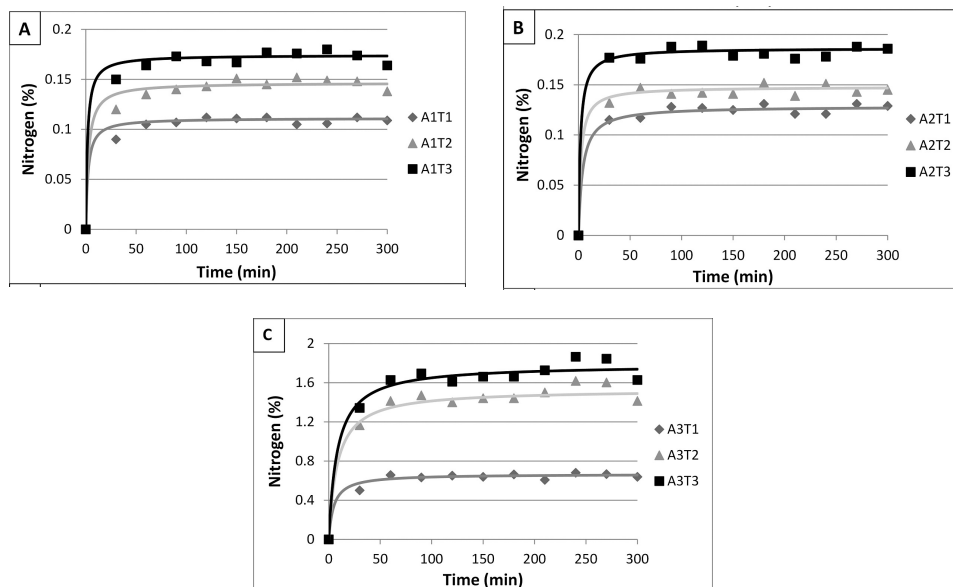 A
Nitrogen (%)
0.2
0.15
0.1
0.05
0
0 50 100 150 200 250 300
Time (min)
A1T1
A1T2
A1T3
B
Nitrogen (%)
0.2
0.15
0.1
0.05
0
0 50 100 150 200 250 300
Time (min)
A2T1
A2T2
A2T3
C
Nitrogen (%)
2
1.6
1.2
0.8
0.4
0
0 50 100 150 200 250 300
Time (min)
A3T1
A3T2
A3T3